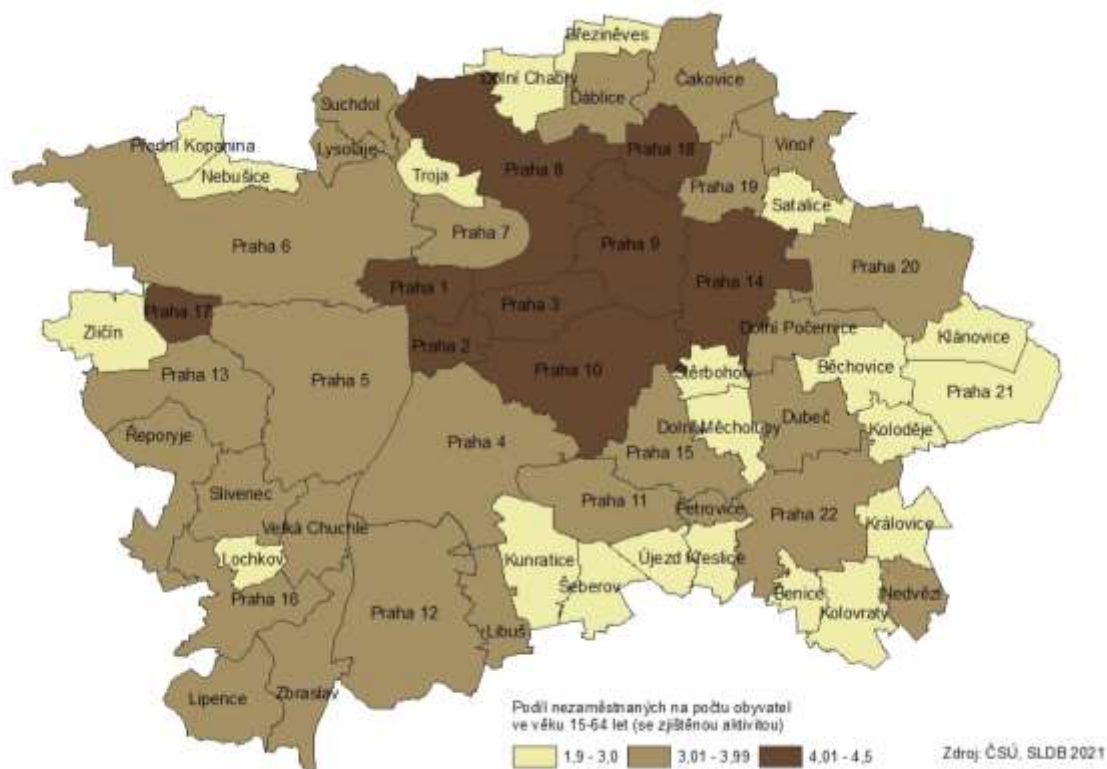 Březiněves
Dolní Chabry
Ďáblice
Čakovice
Suchdol
Lysolaje
Přední Kopanina
Nebušice
Troja
Praha 8
Praha 18
Vinoř
Praha 19
Satalice
Praha 7
Praha 6
Praha 9
Praha 20
Praha 1
Praha 14
Praha 3
Praha 17
Zličín
Praha 2
Dolní Počernice
Klánovice
Praha 13
Praha 5
Praha 10
Štěrboholy
Běchovice
Praha 21
Řeporyje
Praha 4
Dolní Měcholupy
Dubeč
Koloděje
Praha 15
Slivenec
Praha 11
Petrovice
Praha 22
Královice
Velká Chuchle
Lochkov
Kunratice
Újezd
Křeslice
Šeberov
Benice
Kolovraty
Nedvězí
Praha 16
Praha 12
Libuš
Lipence
Zbraslav
Podíl nezaměstnaných na počtu obyvatel
ve věku 15-64 let (se zjištěnou aktivitou)
1,9 - 3,0
3,01 - 3,99
4,01 - 4,5
Zdroj: ČSÚ, SLDB 2021